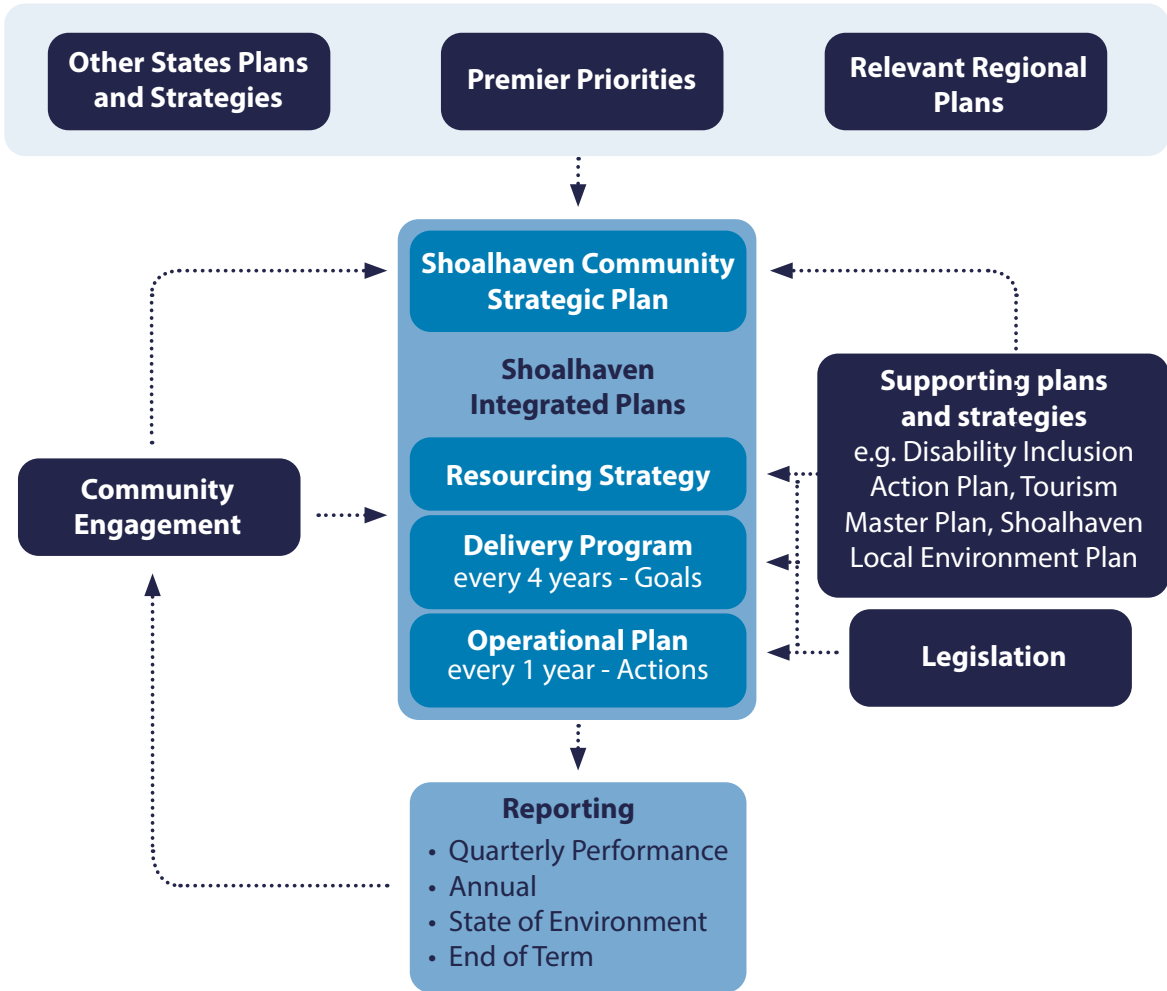 Other States Plans
and Strategies
Premier Priorities
Relevant Regional
Plans
Shoalhaven Community
Strategic Plan
Shoalhaven
Integrated Plans
Resourcing Strategy
Delivery Program
every 4 years - Goals
Operational Plan
every 1 year - Actions
Community
Engagement
Supporting plans
and strategies
e.g. Disability Inclusion
Action Plan, Tourism
Master Plan, Shoalhaven
Local Environment Plan
Legislation
Reporting
• Quarterly Performance
• Annual
• State of Environment
• End of Term